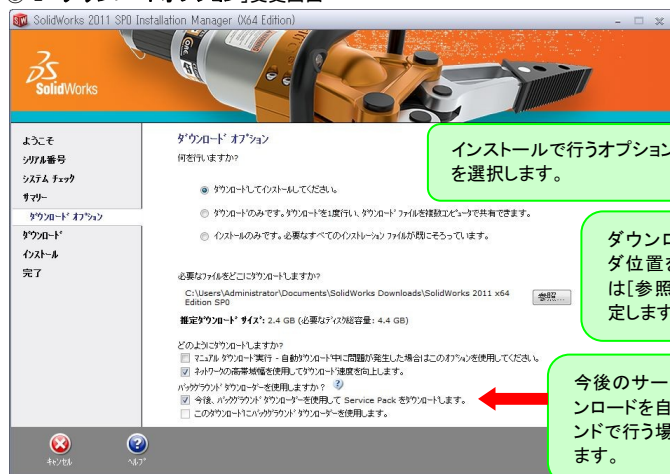 SolidWorks 2011 SP0 Installation Manager (X64 Edition)
SolidWorks
ようこそ
シリアル番号
システム チェック
サマリー
ダウンロード オプション
ダウンロード
インストール
完了
ダウンロード オプション
何を行いますか?
ダウンロードしてインストールしてください。
ダウンロードのみです。ダウンロードを1度行い、ダウンロード ファイルを複数コンピュータで共有できます。
インストールのみです。必要なすべてのインストレーション ファイルが既にそろっています。
必要なファイルをどこにダウンロードしますか?
C:\Users\Administrator\Documents\SolidWorks Downloads\SolidWorks 2011 x64
Edition SP0
参照...
推定ダウンロード サイズ: 2.4 GB (必要なディスク総容量: 4.4 GB)
どのようにダウンロードしますか?
マニュアル ダウンロード実行 - 自動ダウンロード中に問題が発生した場合はこのオプションを使用してください。
ネットワークの高帯域幅を使用してダウンロード速度を向上します。
バックグラウンド ダウンローダーを使用しますか?
今後、バックグラウンド ダウンローダーを使用して Service Pack をダウンロードします。
このダウンロードにバックグラウンド ダウンローダーを使用します。
キャンセル
ヘルプ
インストールで行うオプション
を選択します。
ダウンロ
ダ位置を
は[参照
定します
今後のサー
ンロードを自
ンドで行う場
ます。